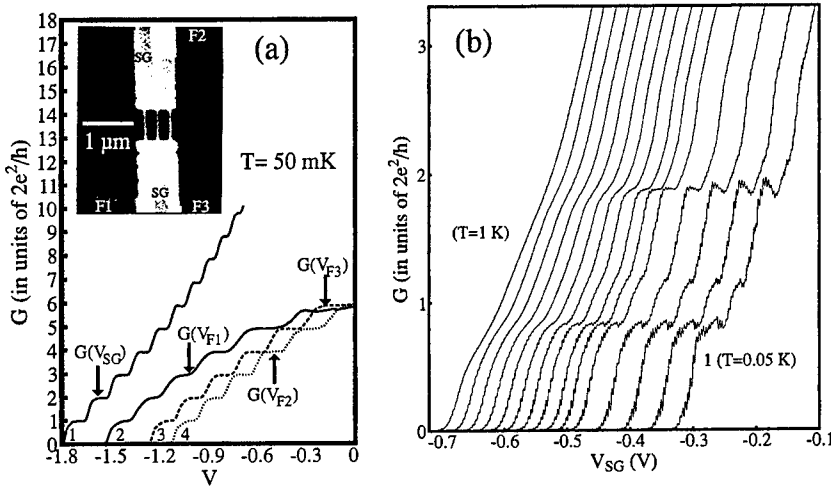 G (in units of 2e²/h)
18
17
16
15
14
13
12
11
10
9
8
7
6
5
4
3
2
1
0
SG
F2
(a)
1 μm
T= 50 mK
SG
F1
F3
G(V_F3)
G(V_SG)
G(V_F1)
G(V_F2)
1 2 3 4
-1.8 -1.5 -1.2 -0.9 -0.6 -0.3 0
V
G (in units of 2e²/h)
3
2
1
0
(b)
(T=1 K)
1 (T=0.05 K)
-0.7 -0.6 -0.5 -0.4 -0.3 -0.2 -0.1
V_SG (V)